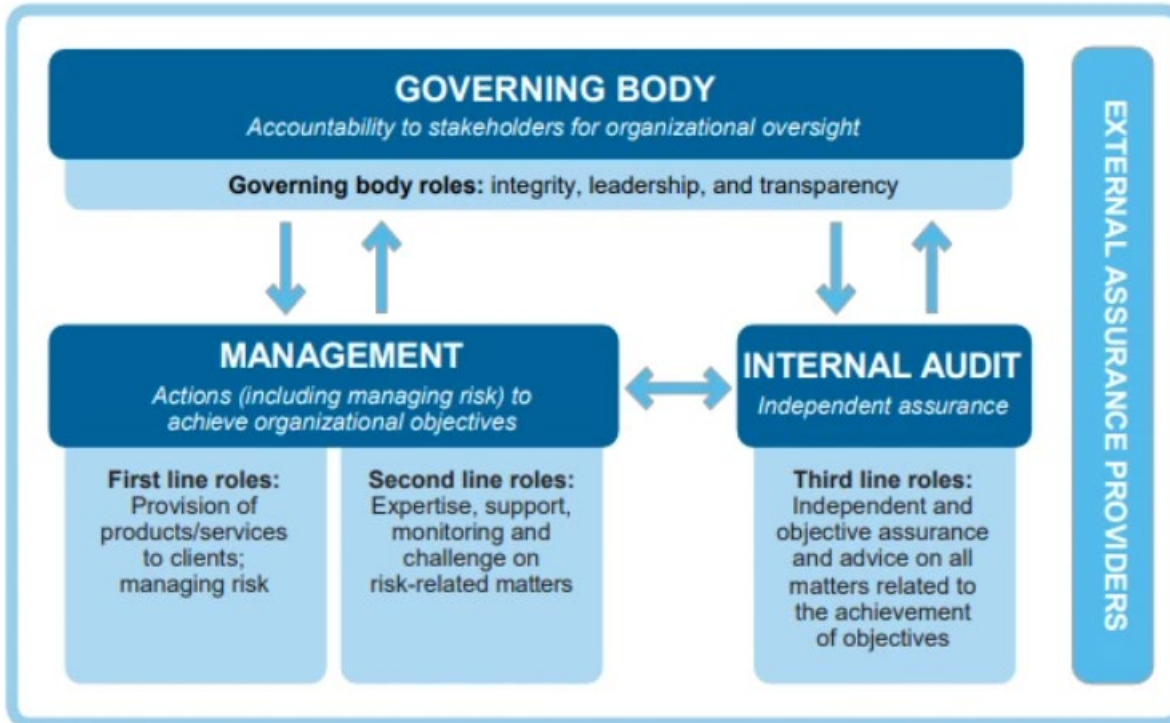 GOVERNING BODY
Accountability to stakeholders for organizational oversight
Governing body roles: integrity, leadership, and transparency
MANAGEMENT
Actions (including managing risk) to
achieve organizational objectives
First line roles:
Provision of
products/services
to clients;
managing risk
Second line roles:
Expertise, support,
monitoring and
challenge on
risk-related matters
INTERNAL AUDIT
Independent assurance
Third line roles:
Independent and
objective assurance
and advice on all
matters related to
the achievement
of objectives
EXTERNAL ASSURANCE PROVIDERS